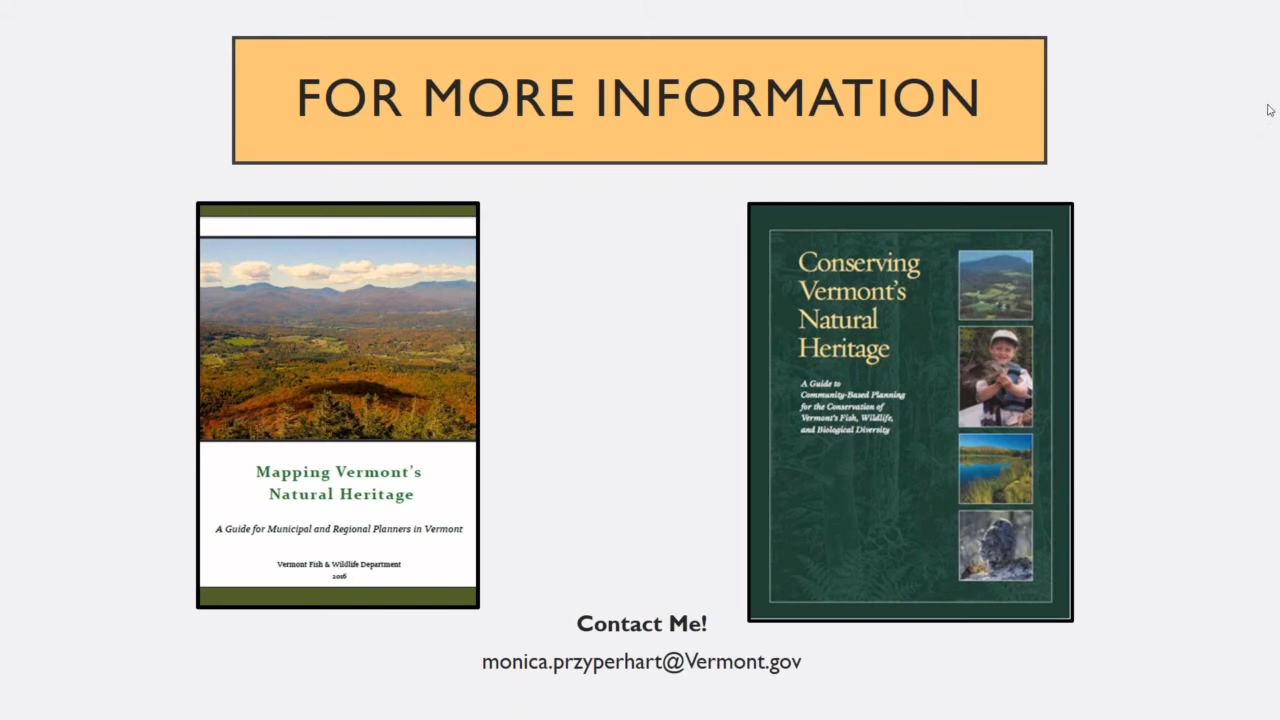 FOR MORE INFORMATION
Mapping Vermont's
Natural Heritage
A Guide for Municipal and Regional Planners in Vermont
Vermont Fish & Wildlife Department
2016
Conserving
Vermont's
Natural
Heritage
A Guide to
Community-Based Planning
for the Conservation of
Vermont's Fish, Wildlife,
and Biological Diversity
Contact Me!
monica.przyperhart@Vermont.gov